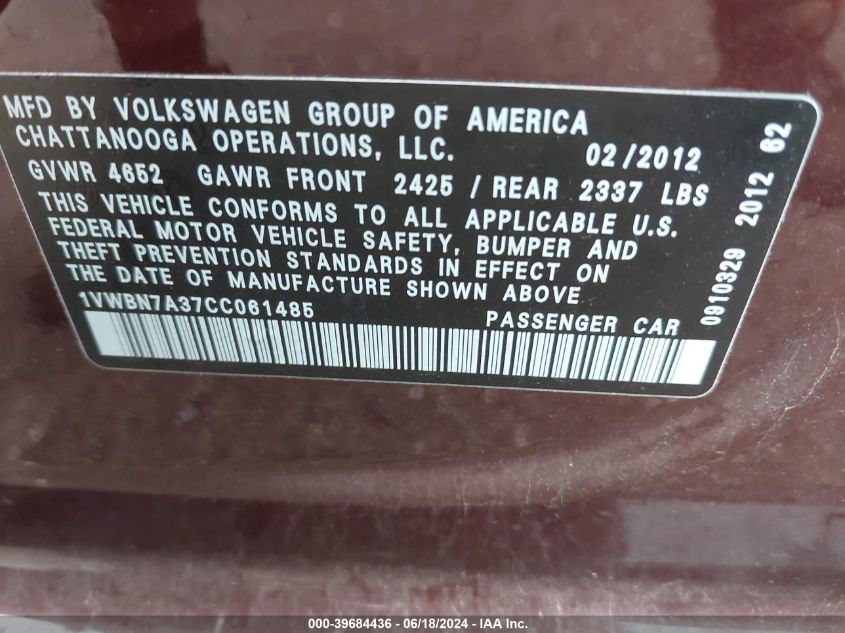 MFD BY VOLKSWAGEN GROUP OF AMERICA
CHATTANOOGA OPERATIONS, LLC. 02/2012
GVWR 4652 GAWR FRONT 2425 / REAR 2337 LBS
THIS VEHICLE CONFORMS TO ALL APPLICABLE U.S.
FEDERAL MOTOR VEHICLE SAFETY, BUMPER AND
THEFT PREVENTION STANDARDS IN EFFECT ON
THE DATE OF MANUFACTURE SHOWN ABOVE
1VWBN7A37CC061485 PASSENGER CAR
0910329 2012 62
000-39684436 - 06/18/2024 - IAA Inc.